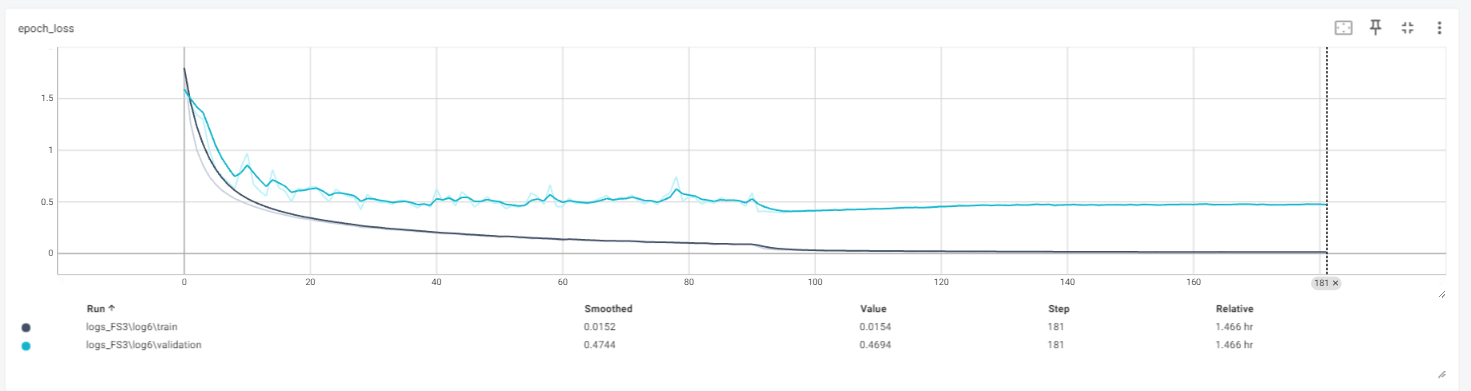 epoch_loss
1.5
1
0.5
0
0 20 40 60 80 100 120 140 160 181 ×
Run ↑ Smoothed Value Step Relative
logs_FS3\log6\train 0.0152 0.0154 181 1.466 hr
logs_FS3\log6\validation 0.4744 0.4694 181 1.466 hr